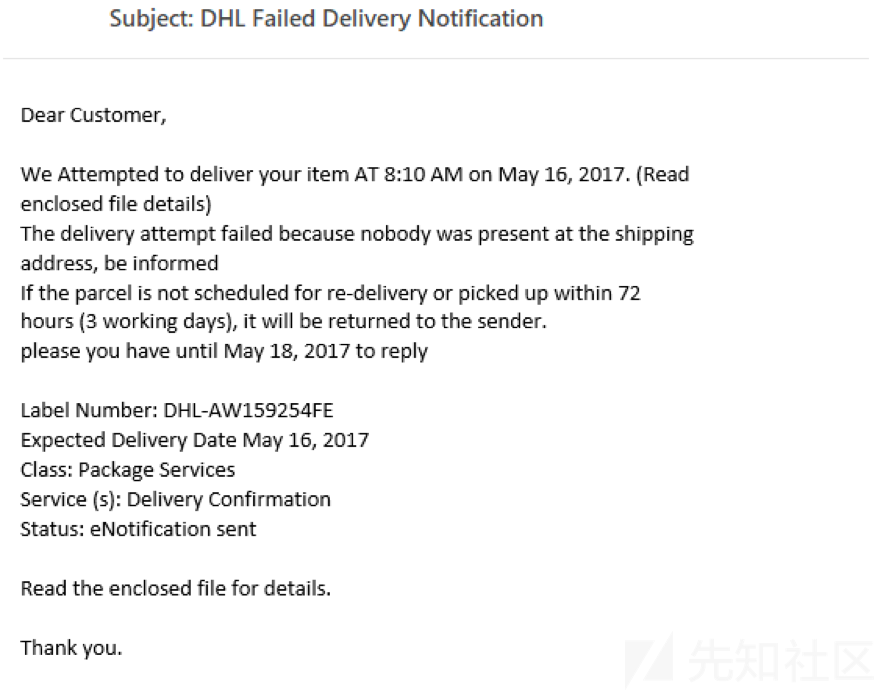 Subject: DHL Failed Delivery Notification
Dear Customer,
We Attempted to deliver your item AT 8:10 AM on May 16, 2017. (Read
enclosed file details)
The delivery attempt failed because nobody was present at the shipping
address, be informed
If the parcel is not scheduled for re-delivery or picked up within 72
hours (3 working days), it will be returned to the sender.
please you have until May 18, 2017 to reply
Label Number: DHL-AW159254FE
Expected Delivery Date May 16, 2017
Class: Package Services
Service (s): Delivery Confirmation
Status: eNotification sent
Read the enclosed file for details.
Thank you.
先知社区